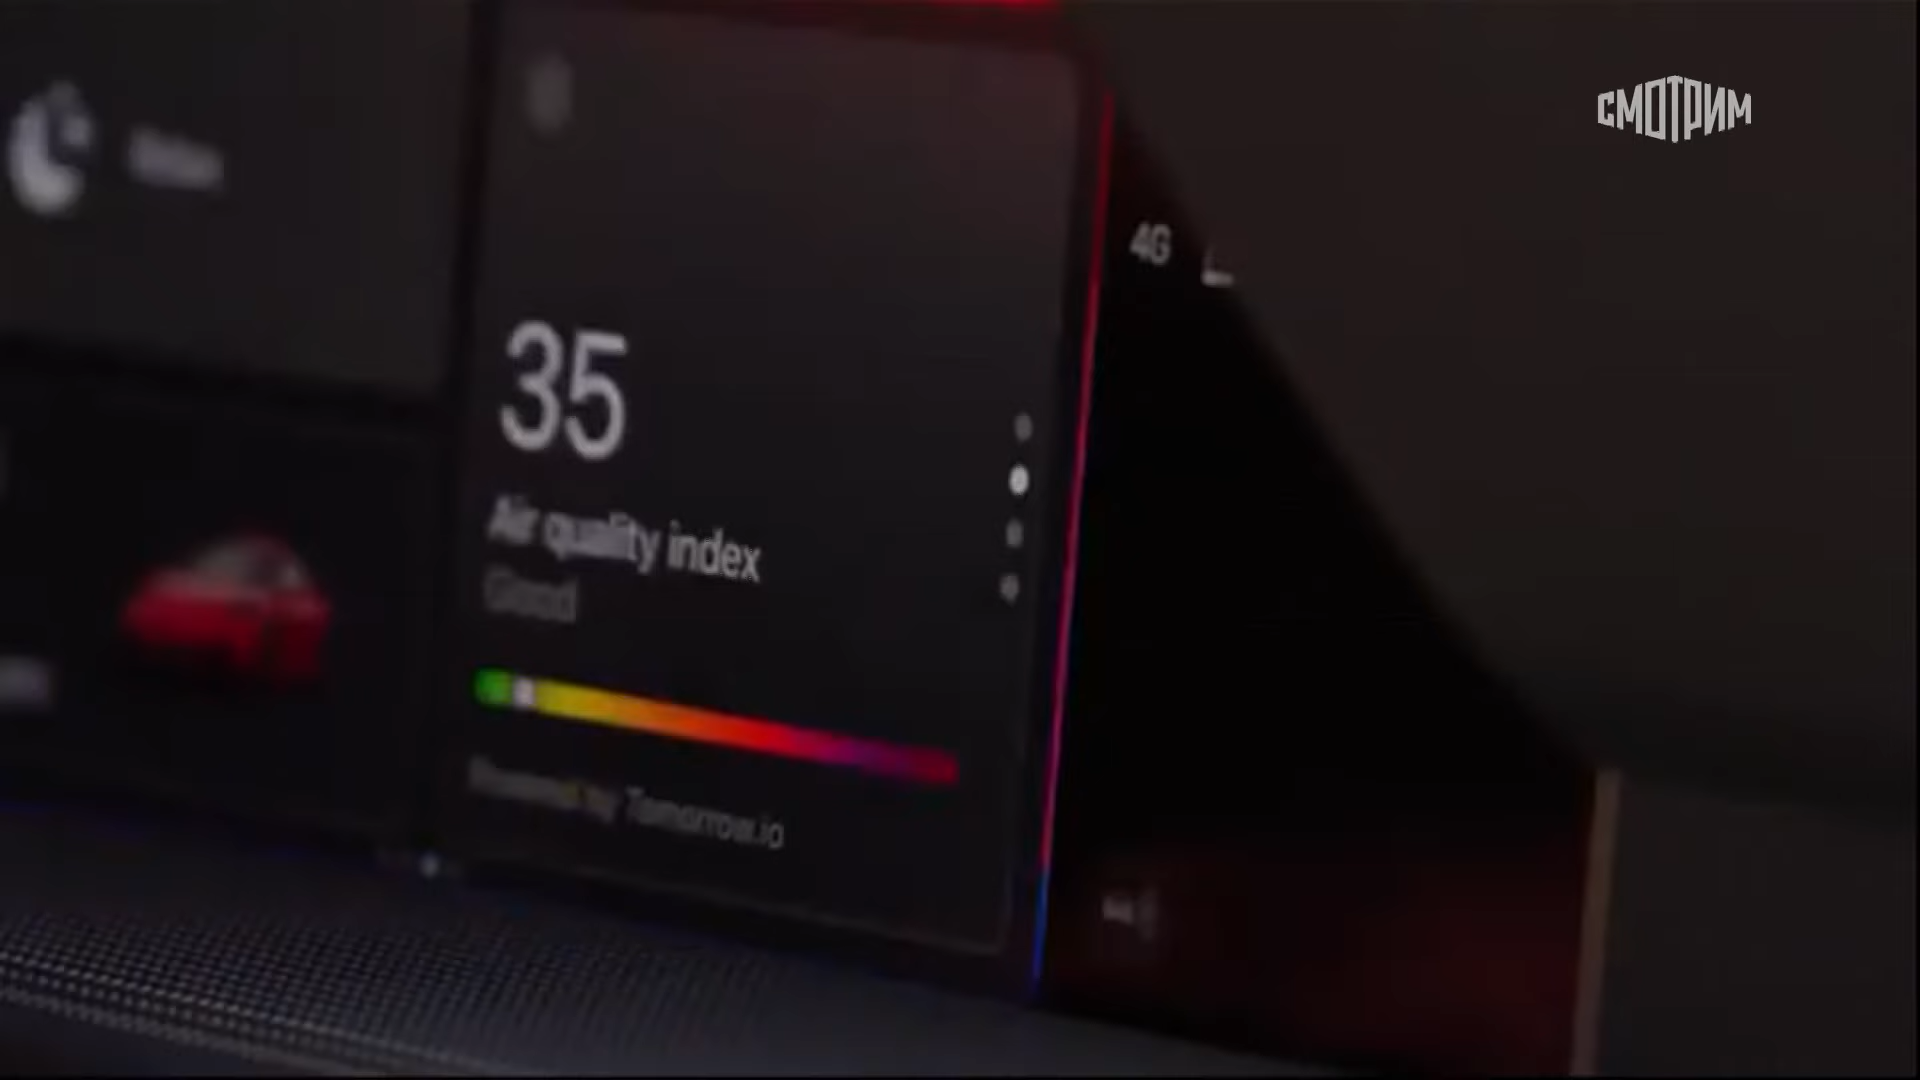 СМОТРИМ
4G
35
Air quality index
Good
Powered by Tomorrow.io